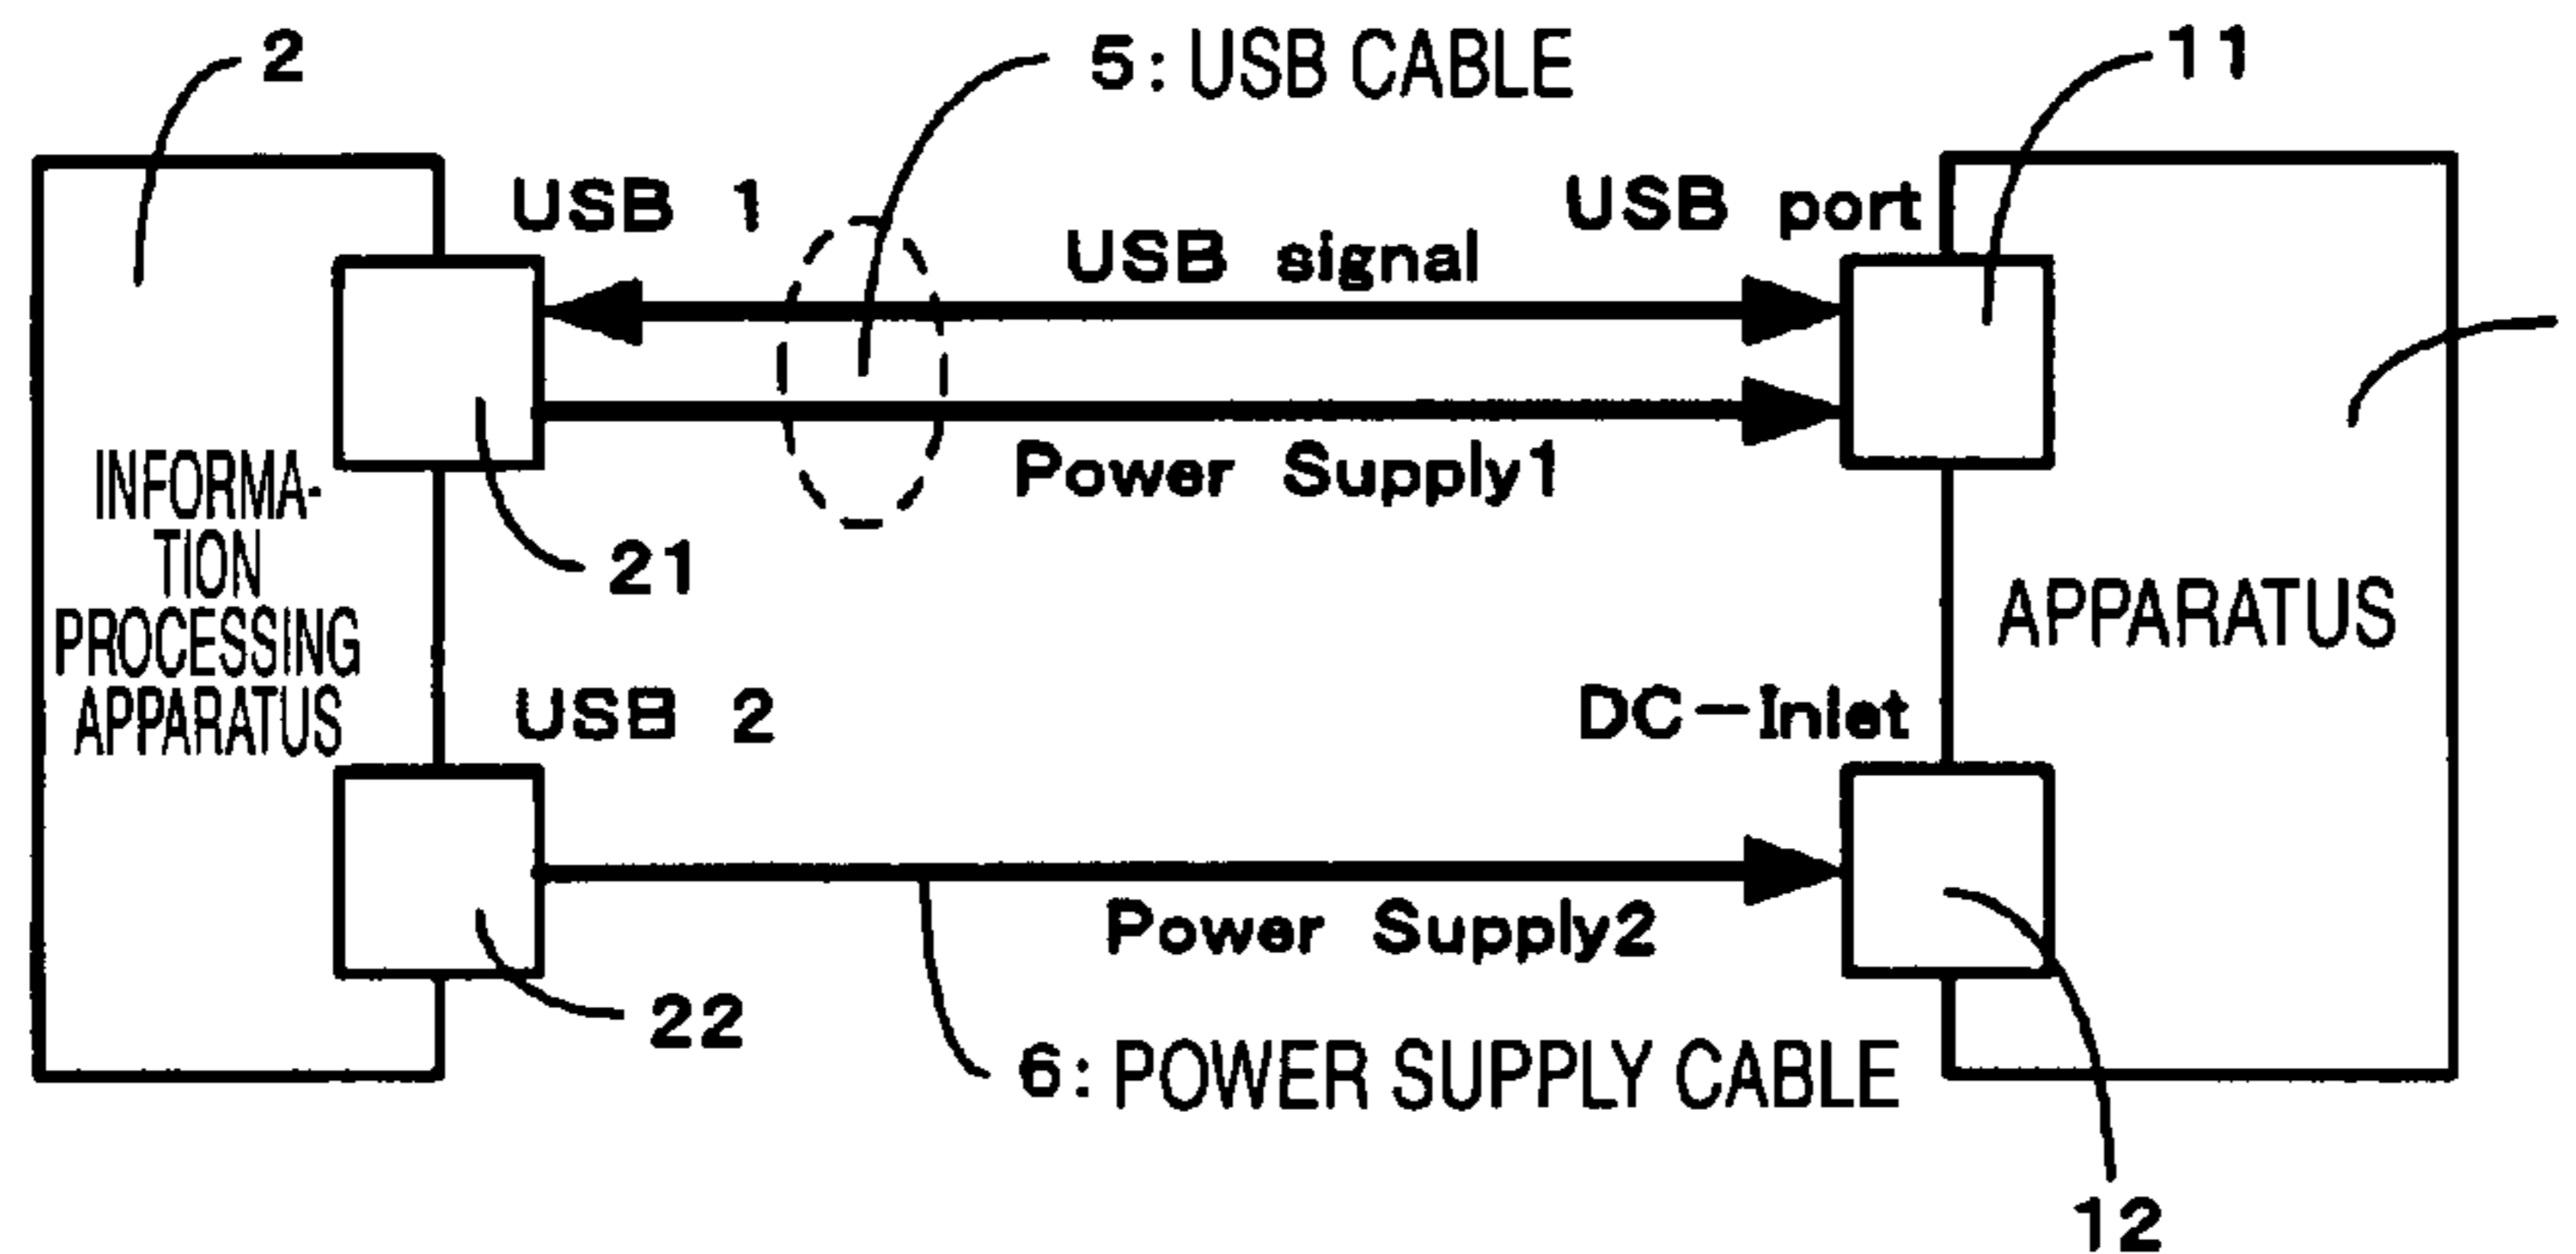 2
5: USB CABLE
11
USB 1
USB port
USB signal
Power Supply1
21
INFORMA-
TION
PROCESSING
APPARATUS
APPARATUS
USB 2
DC-Inlet
Power Supply2
22
6: POWER SUPPLY CABLE
12